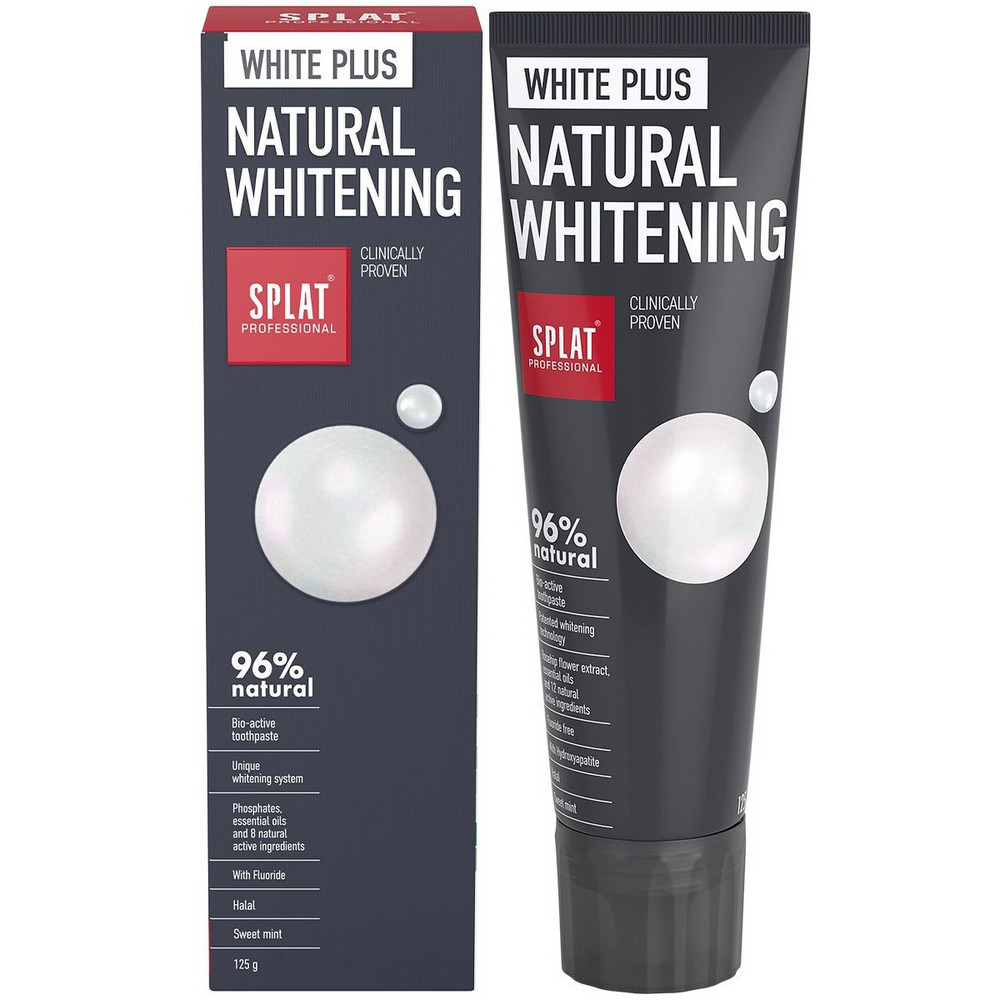 SPLAT
PROFESSIONAL
WHITE PLUS
NATURAL
WHITENING
CLINICALLY
PROVEN
SPLAT®
PROFESSIONAL
96%
natural
Bio-active
toothpaste
Unique
whitening system
Phosphates,
essential oils
and 8 natural
active ingredients
With Fluoride
Halal
Sweet mint
125 g
WHITE PLUS
NATURAL
WHITENING
CLINICALLY
PROVEN
SPLAT®
PROFESSIONAL
96%
natural
Bio-active
toothpaste
Patented whitening
technology
flower extract,
essential oils
and 12 natural
active ingredients
Fluoride free
With Hydroxyapatite
Halal
Sweet mint